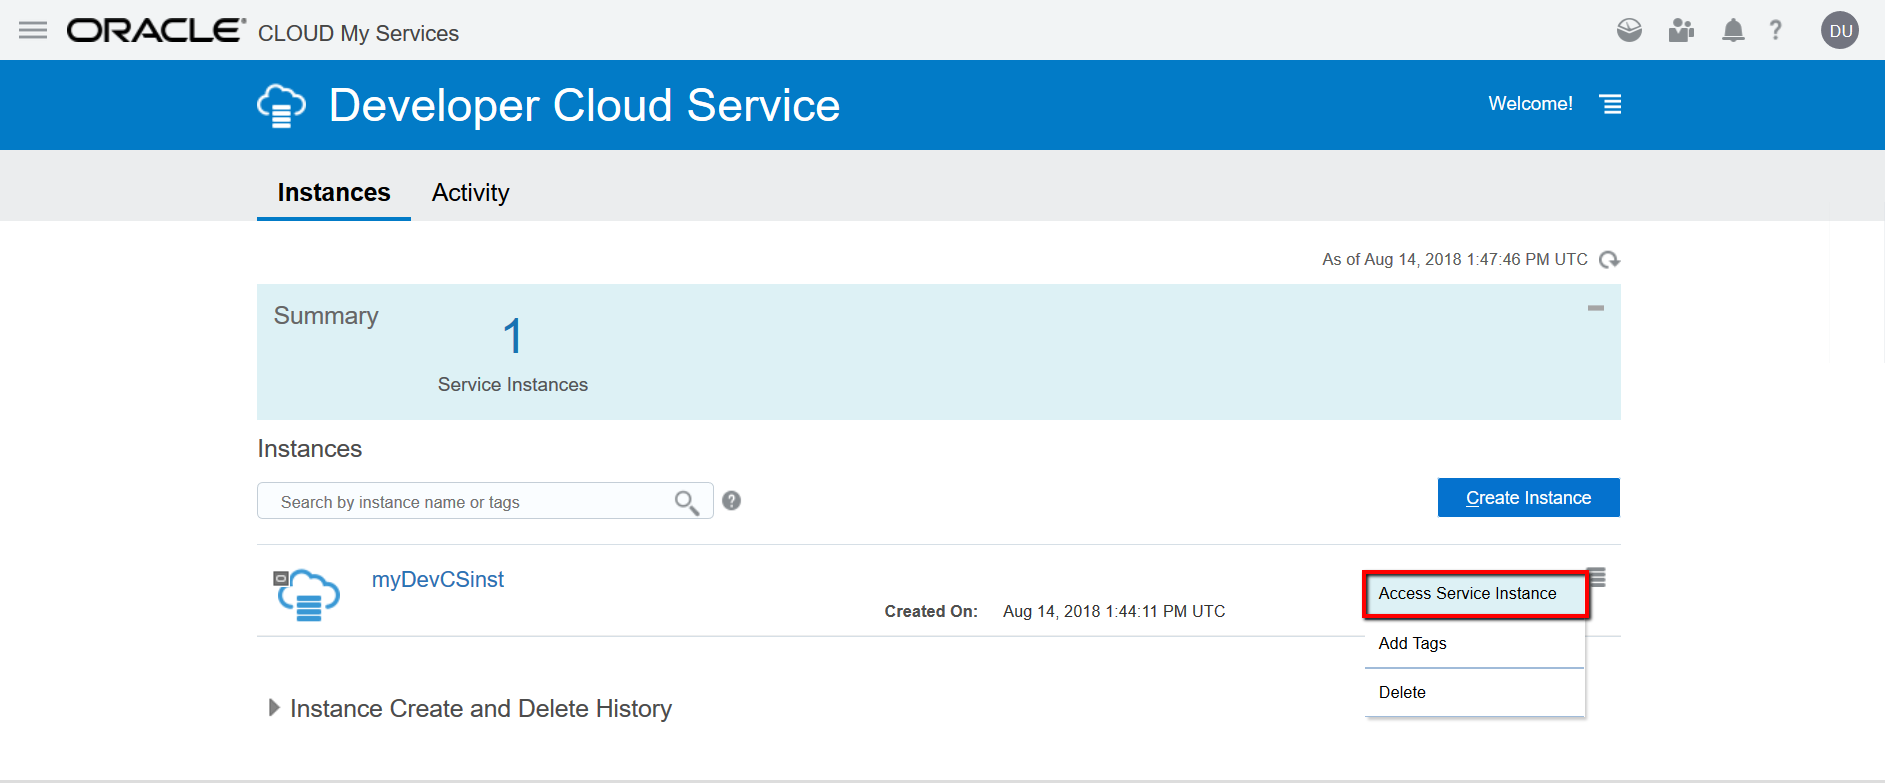 ORACLE® CLOUD My Services
? DU
Developer Cloud Service
Welcome!
Instances Activity
As of Aug 14, 2018 1:47:46 PM UTC
Summary
1
Service Instances
Instances
Search by instance name or tags ?
Create Instance
myDevCSinst
Created On: Aug 14, 2018 1:44:11 PM UTC
Access Service Instance
Add Tags
Delete
Instance Create and Delete History